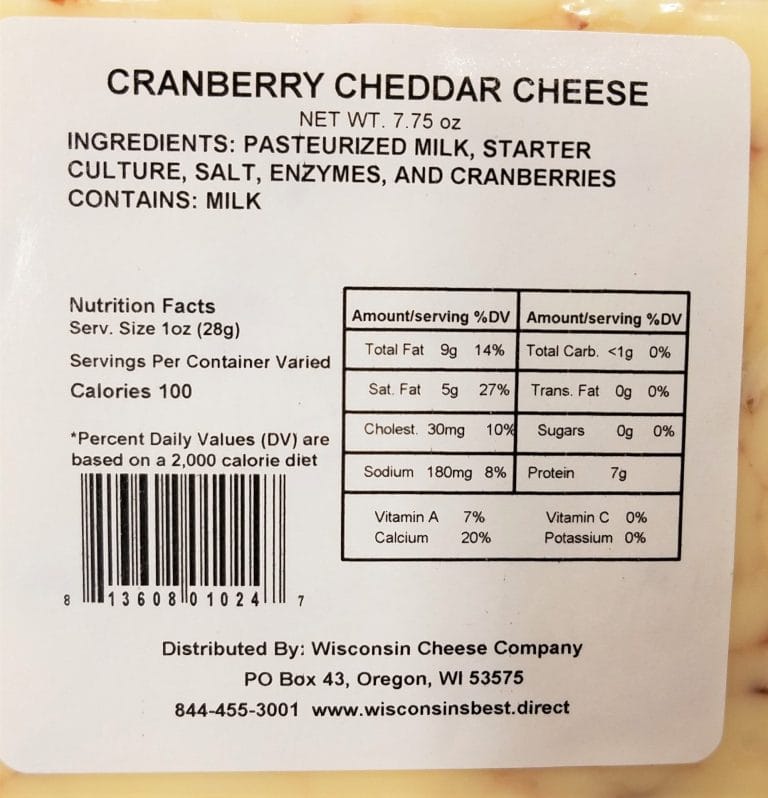 CRANBERRY CHEDDAR CHEESE
NET WT. 7.75 oz
INGREDIENTS: PASTEURIZED MILK, STARTER
CULTURE, SALT, ENZYMES, AND CRANBERRIES
CONTAINS: MILK
Nutrition Facts
Serv. Size 1oz (28g)
Servings Per Container Varied
Calories 100
*Percent Daily Values (DV) are
based on a 2,000 calorie diet
Amount/serving %DV Amount/serving %DV
Total Fat 9g 14% Total Carb. <1g 0%
Sat. Fat 5g 27% Trans. Fat 0g 0%
Cholest. 30mg 10% Sugars 0g 0%
Sodium 180mg 8% Protein 7g
Vitamin A 7% Vitamin C 0%
Calcium 20% Potassium 0%
8 13608 01024 7
Distributed By: Wisconsin Cheese Company
PO Box 43, Oregon, WI 53575
844-455-3001 www.wisconsinsbest.direct